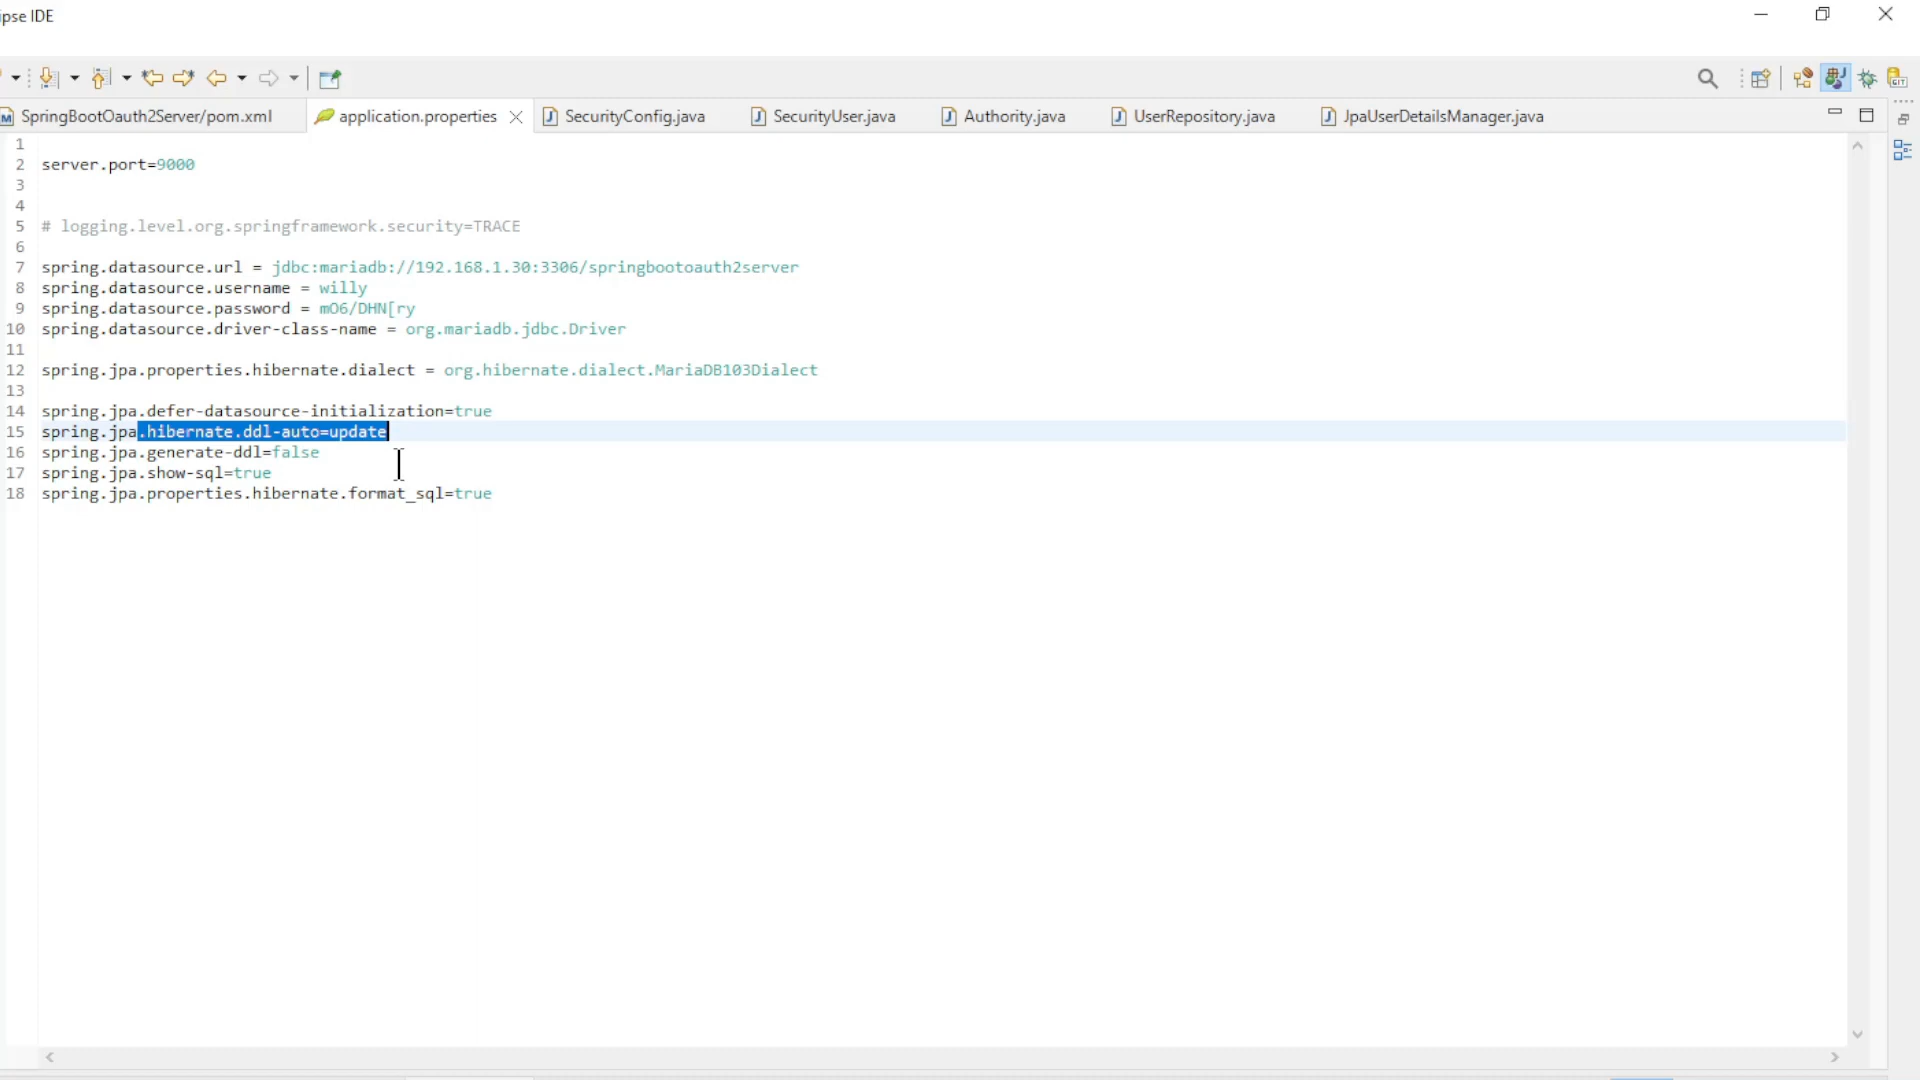 ipse IDE
SpringBootOauth2Server/pom.xml
application.properties
SecurityConfig.java
SecurityUser.java
Authority.java
UserRepository.java
JpaUserDetailsManager.java
1
2 server.port=9000
3
4
5 # logging.level.org.springframework.security=TRACE
6
7 spring.datasource.url = jdbc:mariadb://192.168.1.30:3306/springbootoauth2server
8 spring.datasource.username = willy
9 spring.datasource.password = mO6/DHN[ry
10 spring.datasource.driver-class-name = org.mariadb.jdbc.Driver
11
12 spring.jpa.properties.hibernate.dialect = org.hibernate.dialect.MariaDB103Dialect
13
14 spring.jpa.defer-datasource-initialization=true
15 spring.jpa.hibernate.ddl-auto=update
16 spring.jpa.generate-ddl=false
17 spring.jpa.show-sql=true
18 spring.jpa.properties.hibernate.format_sql=true